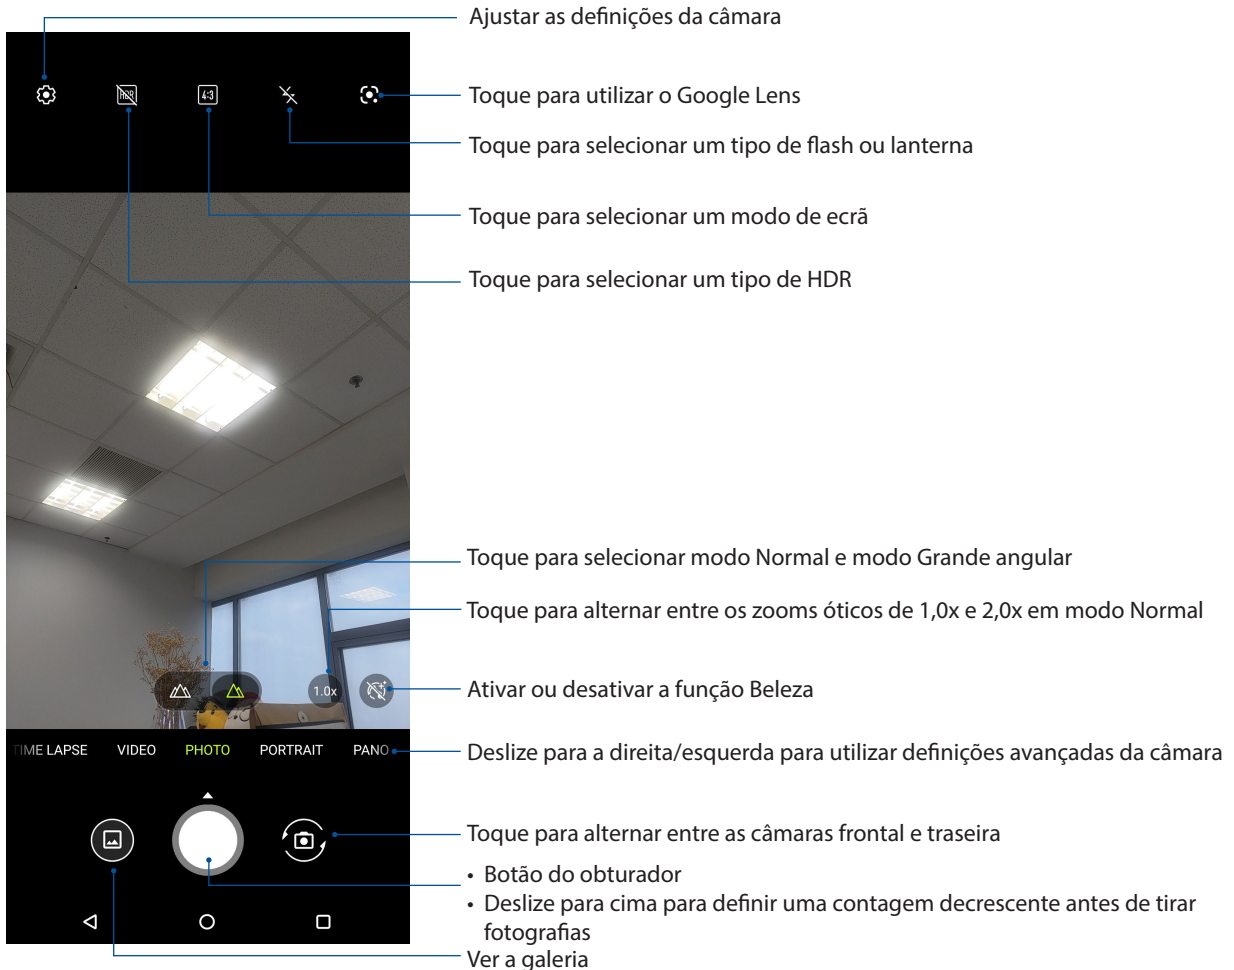 Ajustar as definições da câmara
HDR
4:3
Toque para utilizar o Google Lens
Toque para selecionar um tipo de flash ou lanterna
Toque para selecionar um modo de ecrã
Toque para selecionar um tipo de HDR
Toque para selecionar modo Normal e modo Grande angular
Toque para alternar entre os zooms óticos de 1,0x e 2,0x em modo Normal
1.0x
Ativar ou desativar a função Beleza
TIME LAPSE VIDEO PHOTO PORTRAIT PANO
Deslize para a direita/esquerda para utilizar definições avançadas da câmara
Toque para alternar entre as câmaras frontal e traseira
• Botão do obturador
• Deslize para cima para definir uma contagem decrescente antes de tirar
fotografias
Ver a galeria